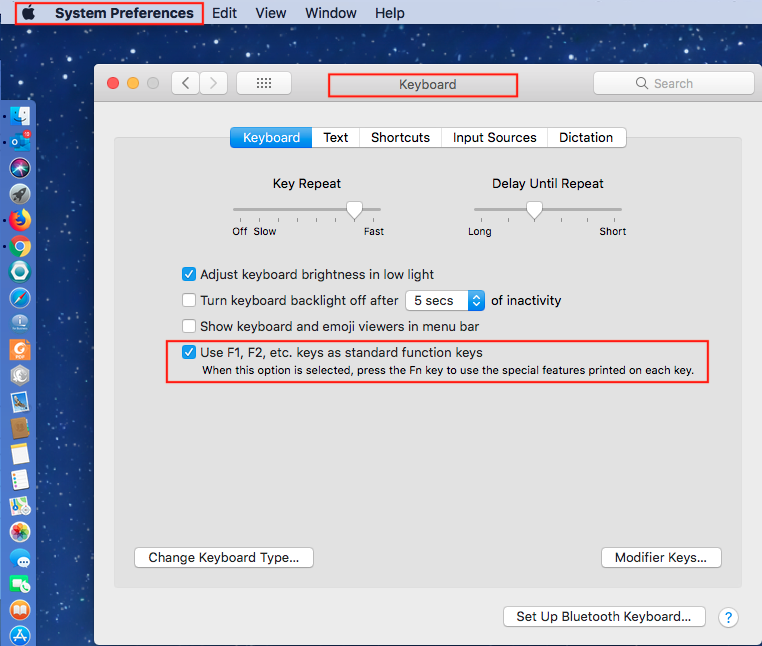 System Preferences Edit View Window Help
Keyboard
Search
Keyboard Text Shortcuts Input Sources Dictation
Key Repeat Delay Until Repeat
Off Slow Fast Long Short
Adjust keyboard brightness in low light
Turn keyboard backlight off after 5 secs of inactivity
Show keyboard and emoji viewers in menu bar
Use F1, F2, etc. keys as standard function keys
When this option is selected, press the Fn key to use the special features printed on each key.
Change Keyboard Type... Modifier Keys...
Set Up Bluetooth Keyboard... ?